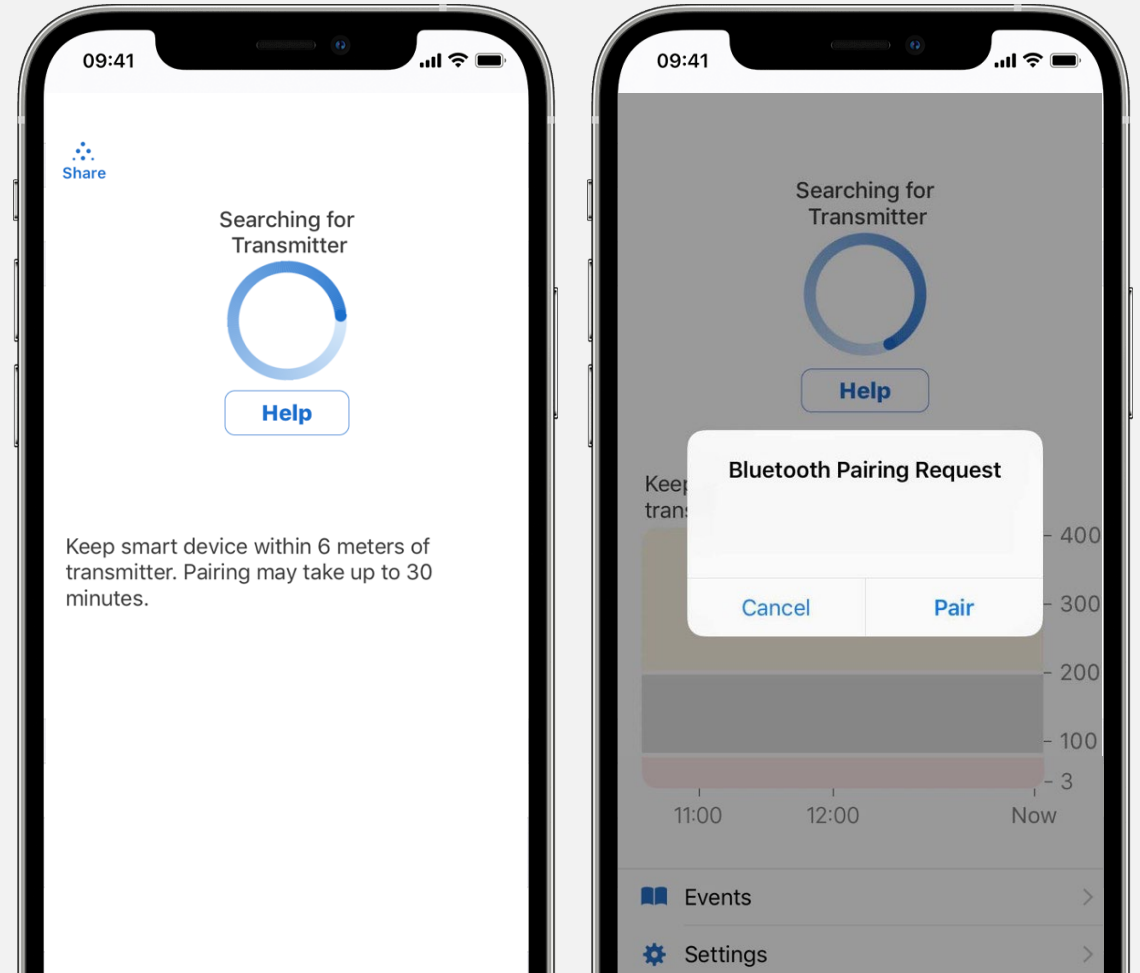 09:41
Share
Searching for
Transmitter
Help
Keep smart device within 6 meters of
transmitter. Pairing may take up to 30
minutes.
09:41
Searching for
Transmitter
Help
Bluetooth Pairing Request
Cancel
Pair
400
300
200
100
3
11:00
12:00
Now
Events
Settings